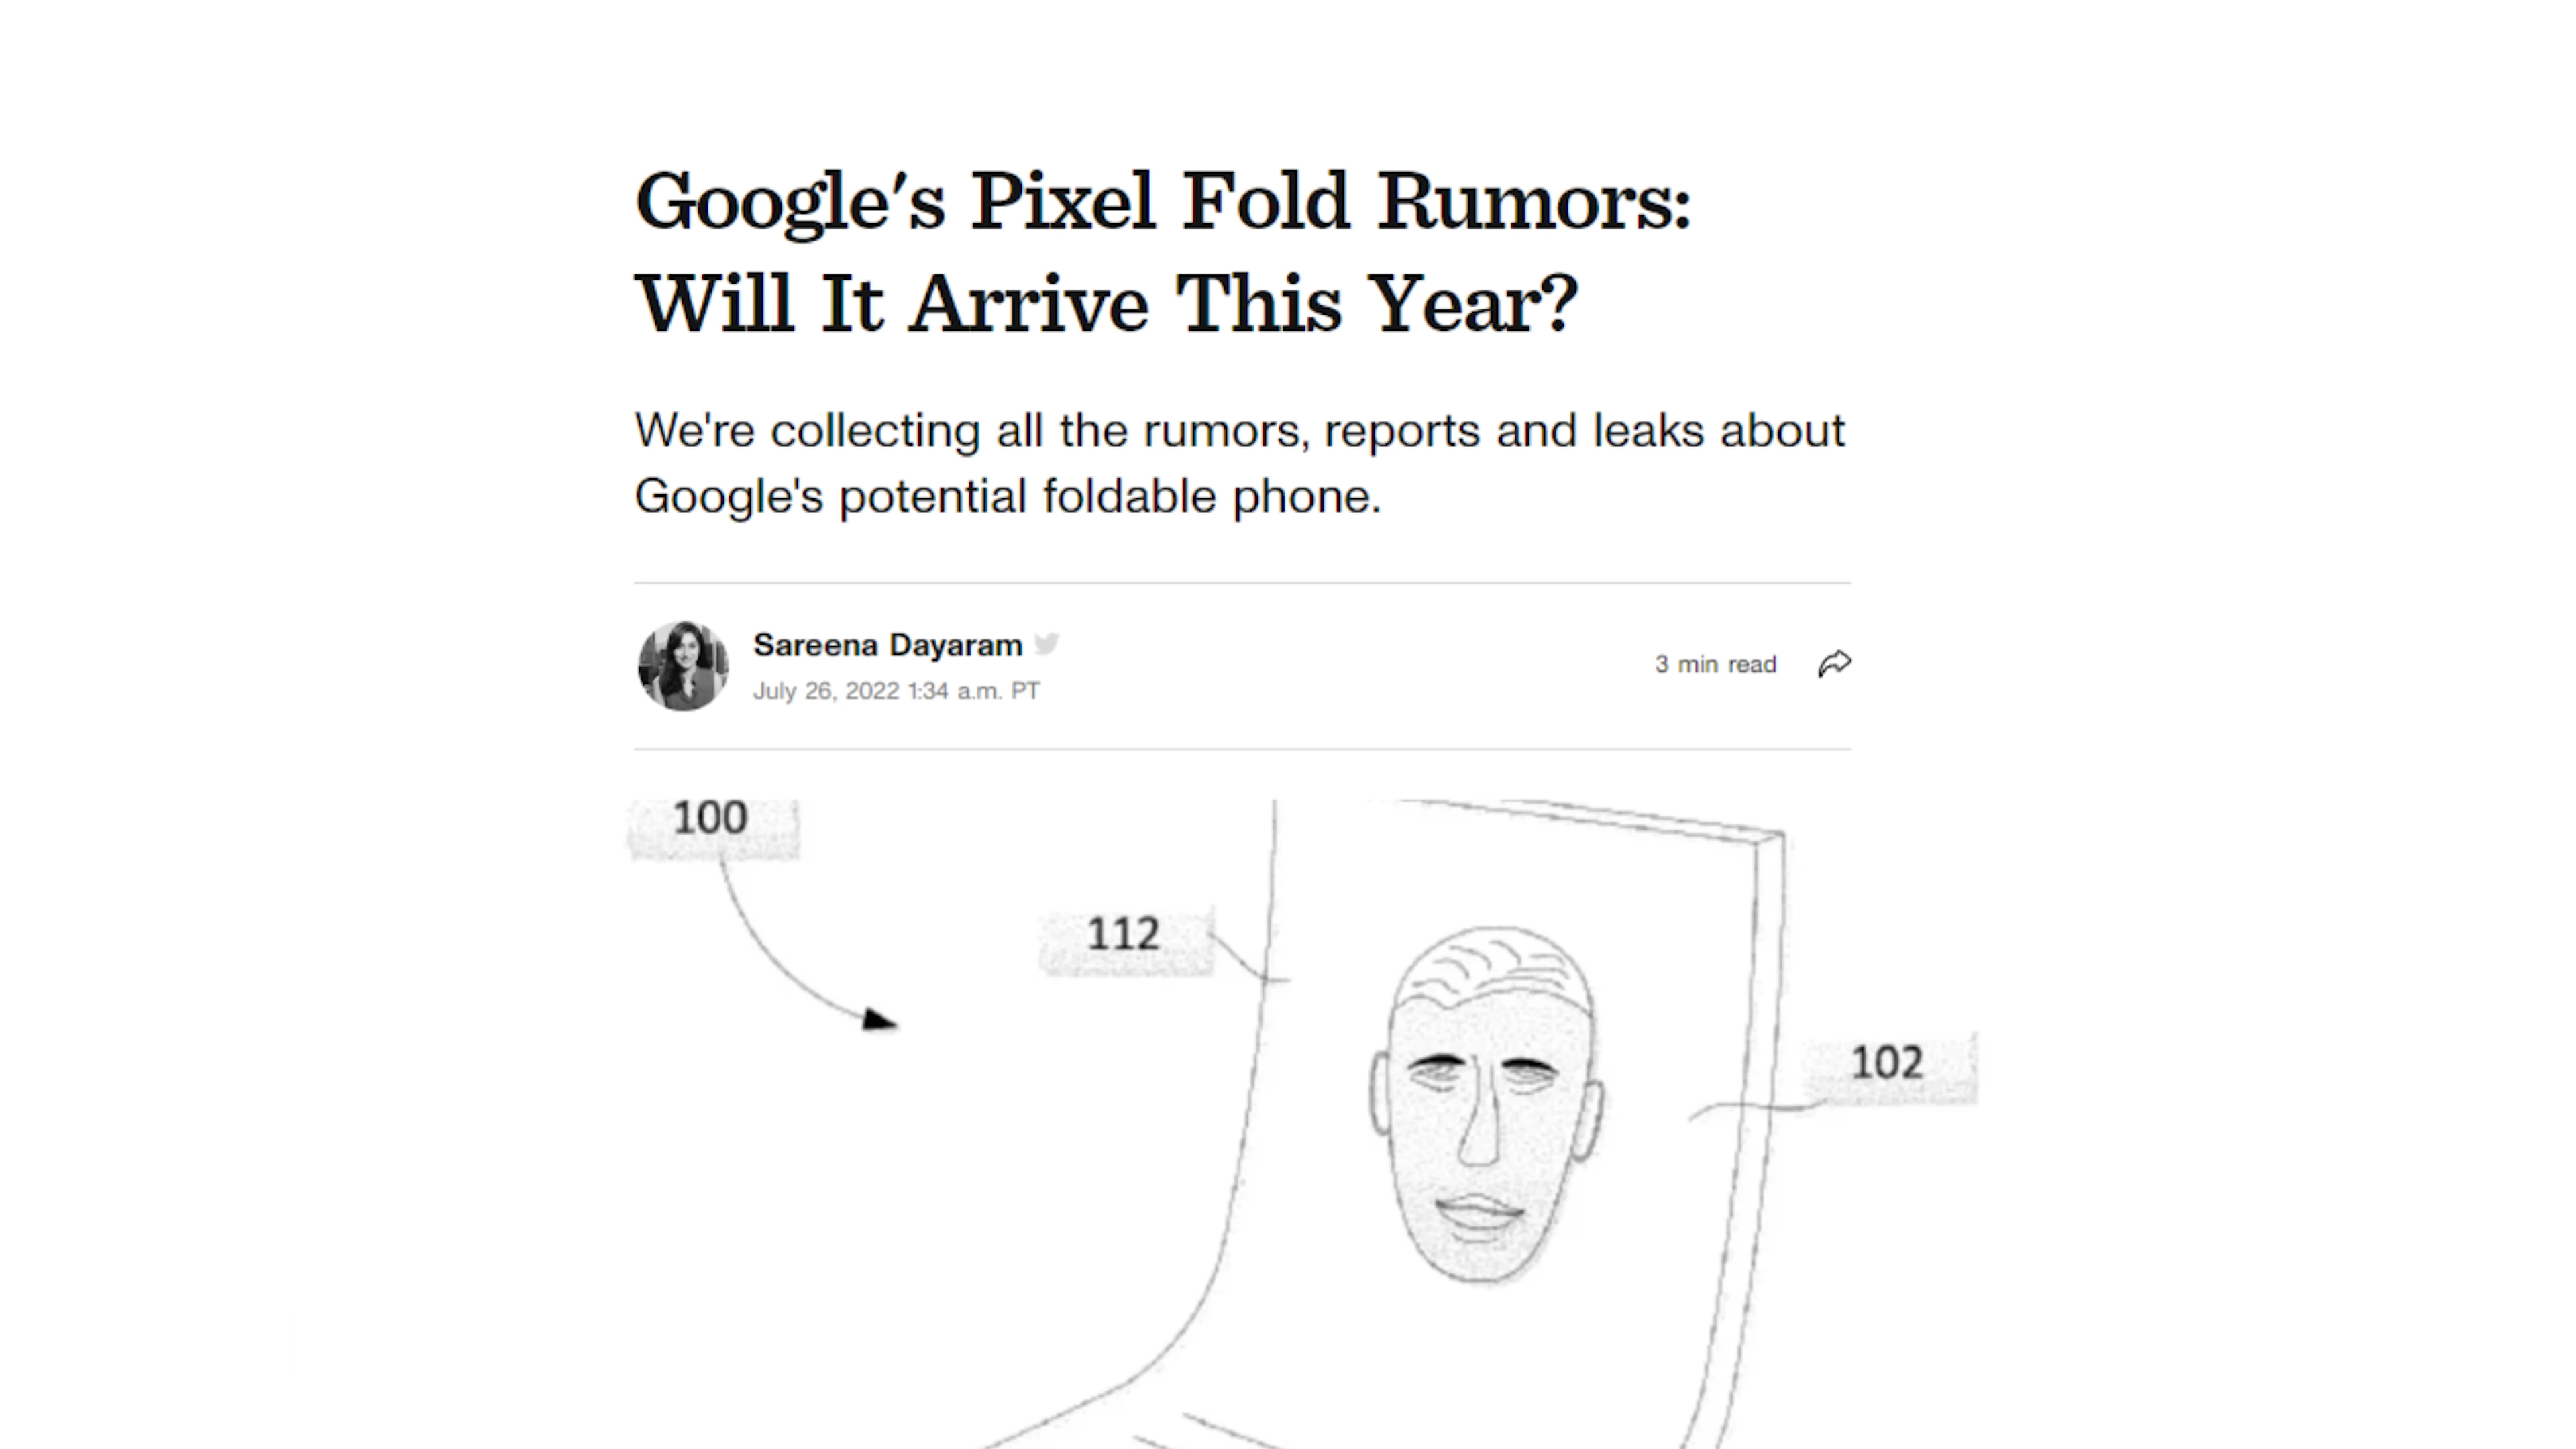 Google's Pixel Fold Rumors:
Will It Arrive This Year?
We're collecting all the rumors, reports and leaks about
Google's potential foldable phone.
Sareena Dayaram
July 26, 2022 1:34 a.m. PT
3 min read
100
112
102